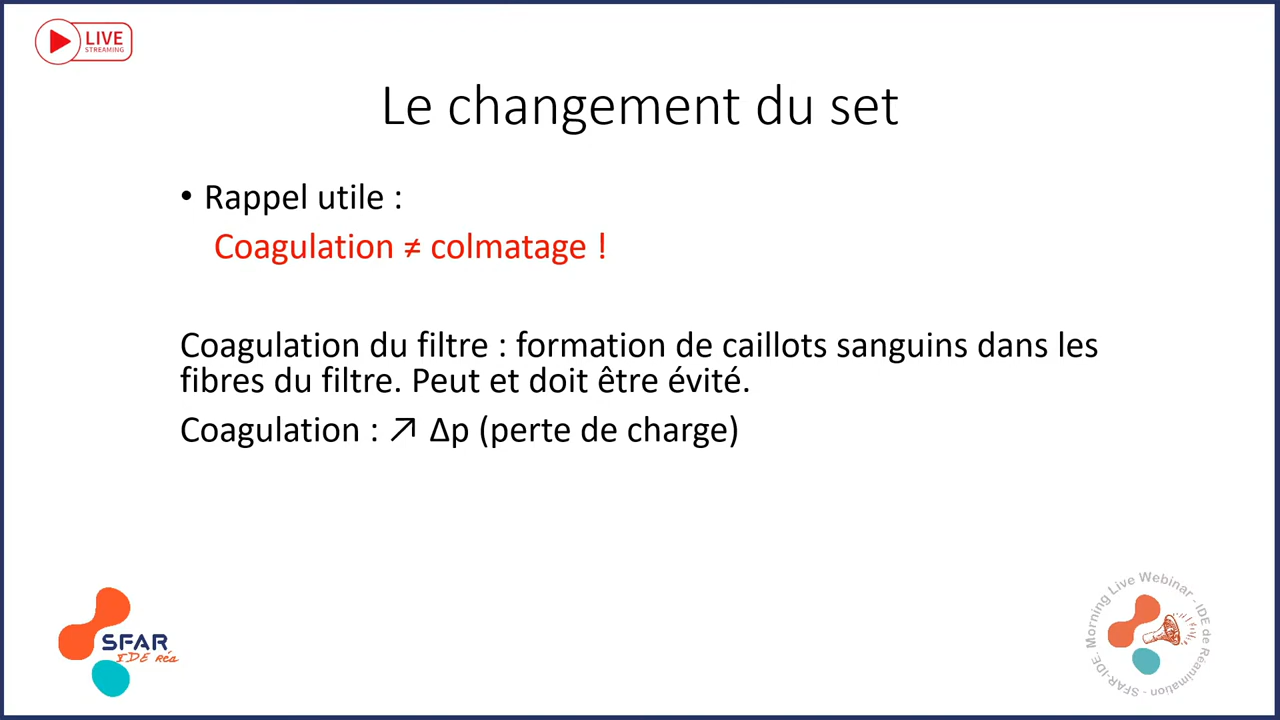 LIVE
STREAMING
Le changement du set
• Rappel utile :
Coagulation ≠ colmatage !
Coagulation du filtre : formation de caillots sanguins dans les
fibres du filtre. Peut et doit être évité.
Coagulation : ↗ Δp (perte de charge)
SFAR
IDE Réa
SFAR-IDE. Morning Live Webinar - IDE de Réanimation -